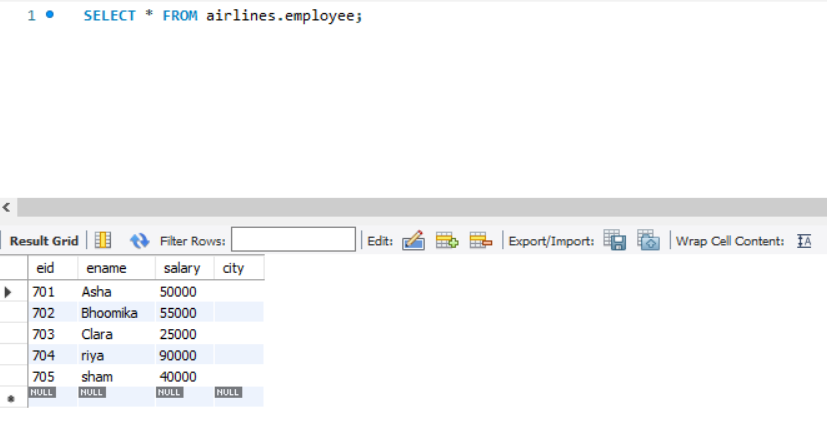 1 SELECT * FROM airlines.employee;
Result Grid Filter Rows: Edit: Export/Import: Wrap Cell Content: IA
eid ename salary city
701 Asha 50000
702 Bhoomika 55000
703 Clara 25000
704 riya 90000
705 sham 40000
NULL NULL NULL NULL